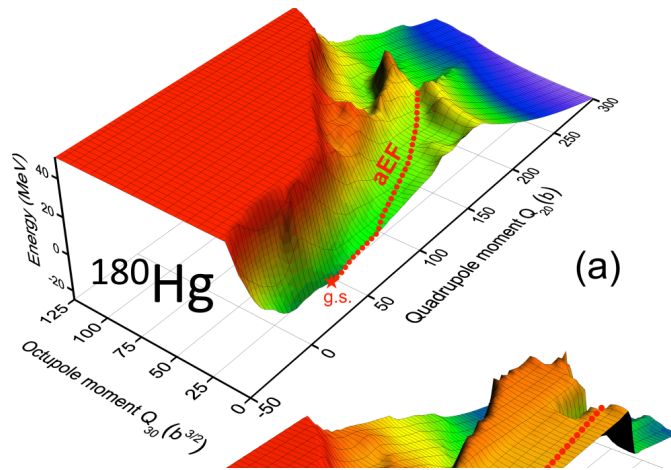 300
250
200
150
100
50
0
-50
Quadrupole moment Q20(b)
aEF
g.s.
(a)
40
20
0
-20
Energy (MeV)
180Hg
125
100
75
50
25
0
Octupole moment Q30 (b3/2)